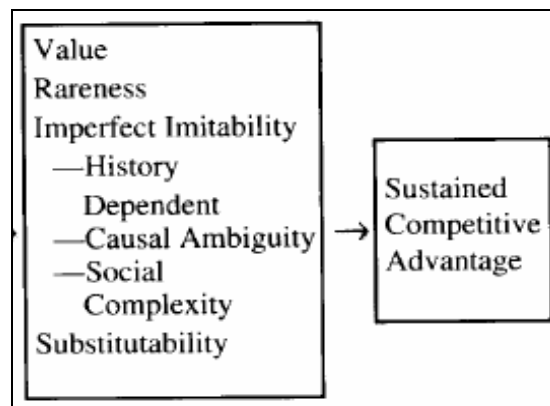 Value
Rareness
Imperfect Imitability
—History
Dependent
—Causal Ambiguity
—Social
Complexity
Substitutability
Sustained
Competitive
Advantage